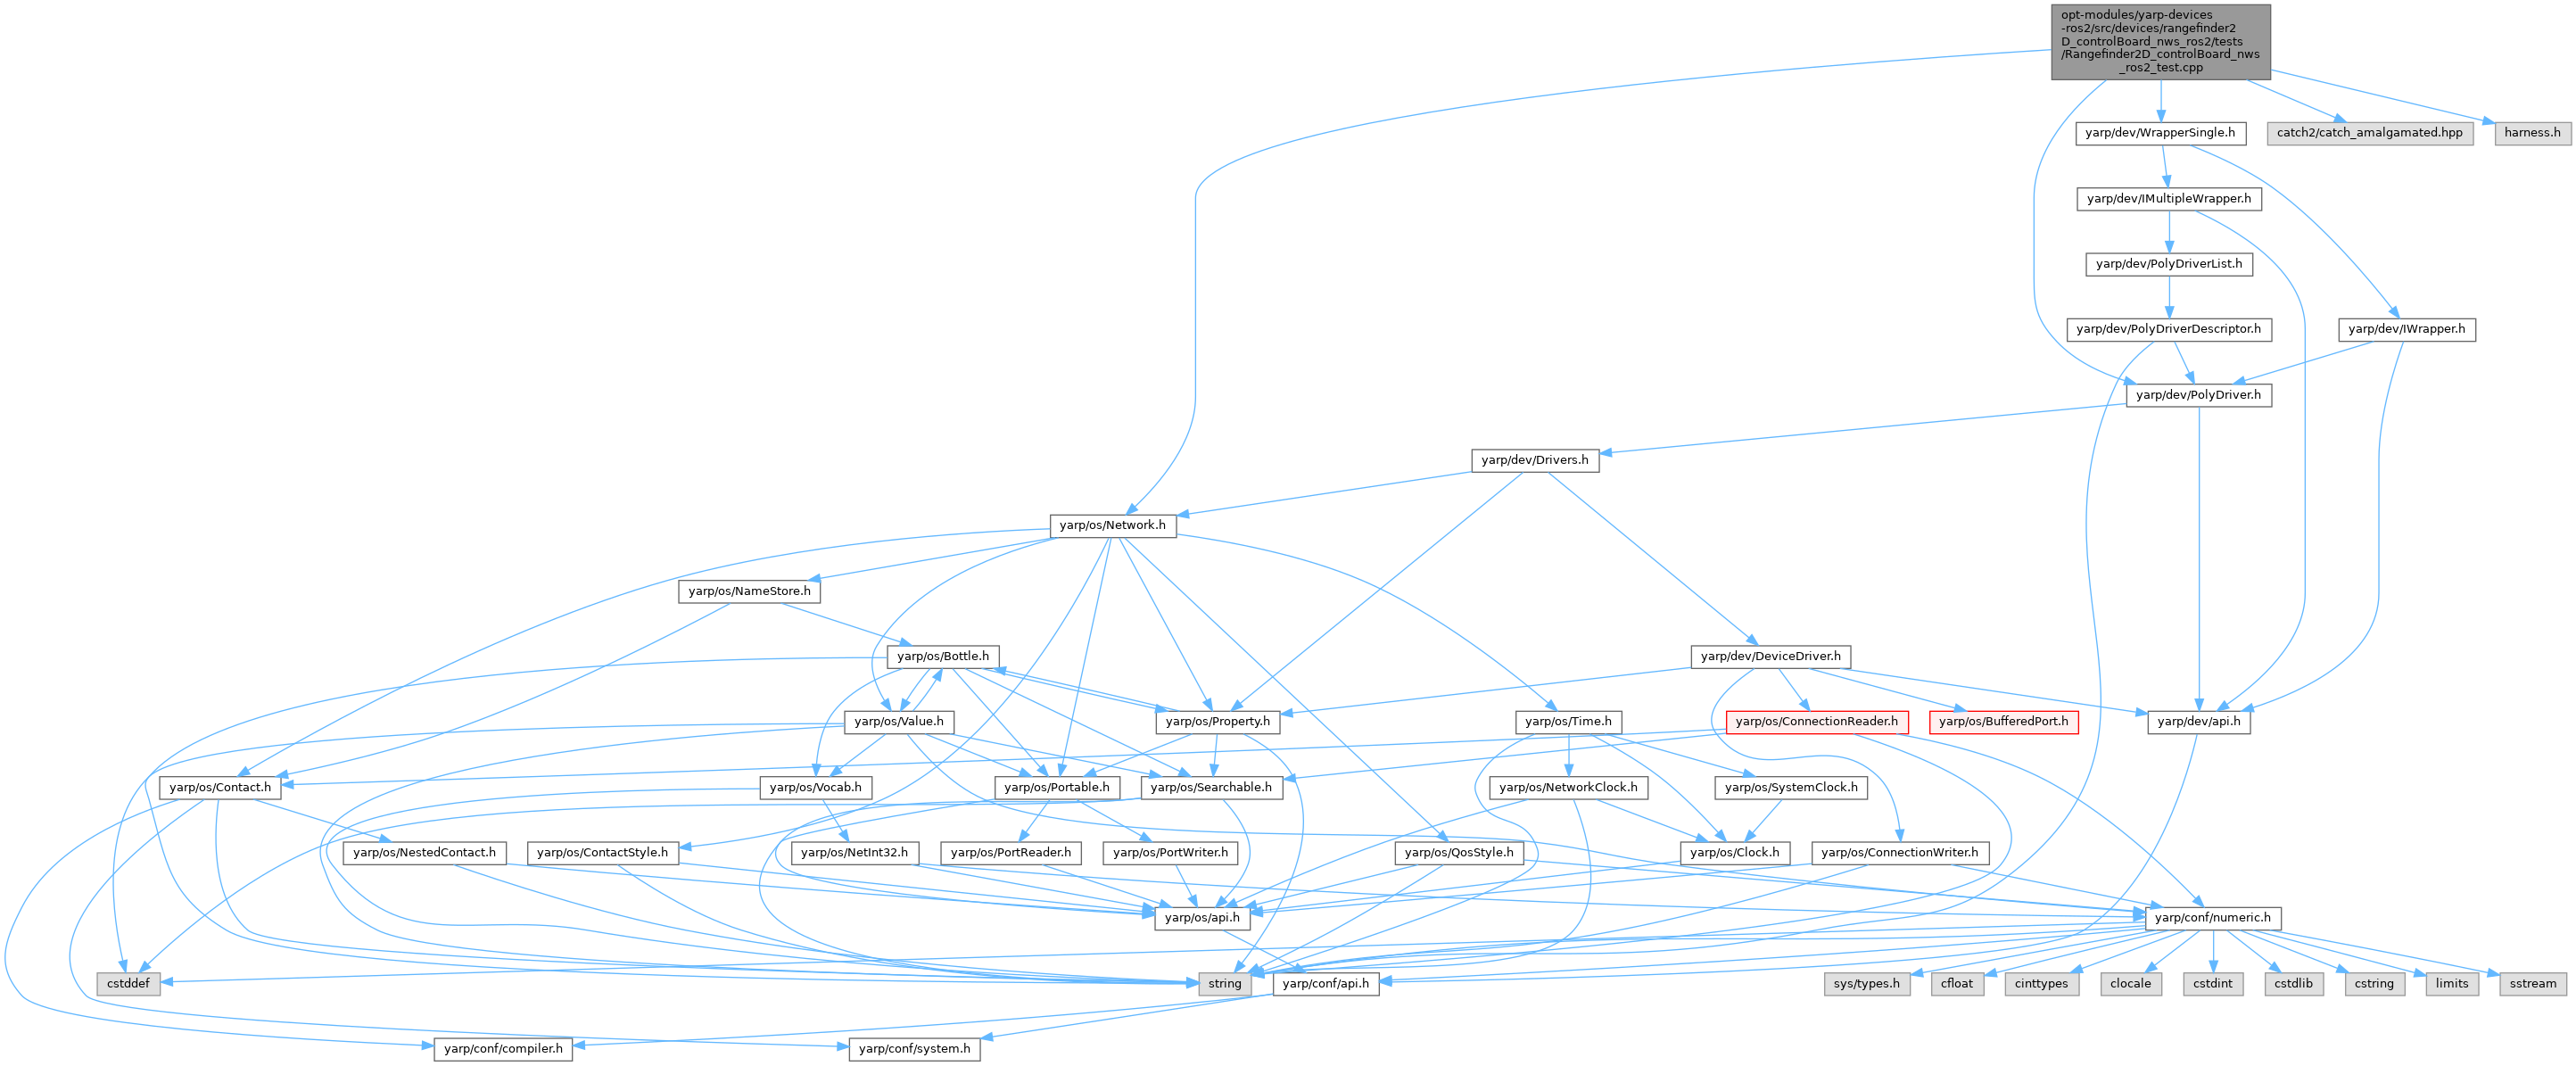 opt-modules/yarp-devices
-ros2/src/devices/rangefinder2
D_controlBoard_nws_ros2/tests
/Rangefinder2D_controlBoard_nws
_ros2_test.cpp
yarp/dev/WrapperSingle.h
catch2/catch_amalgamated.hpp
harness.h
yarp/dev/IMultipleWrapper.h
yarp/dev/PolyDriverList.h
yarp/dev/PolyDriverDescriptor.h
yarp/dev/IWrapper.h
yarp/dev/PolyDriver.h
yarp/dev/Drivers.h
yarp/os/Network.h
yarp/os/NameStore.h
yarp/os/Bottle.h
yarp/dev/DeviceDriver.h
yarp/os/Value.h
yarp/os/Property.h
yarp/os/Time.h
yarp/os/ConnectionReader.h
yarp/os/BufferedPort.h
yarp/dev/api.h
yarp/os/Contact.h
yarp/os/Vocab.h
yarp/os/Portable.h
yarp/os/Searchable.h
yarp/os/NetworkClock.h
yarp/os/SystemClock.h
yarp/os/NestedContact.h
yarp/os/ContactStyle.h
yarp/os/NetInt32.h
yarp/os/PortReader.h
yarp/os/PortWriter.h
yarp/os/QosStyle.h
yarp/os/Clock.h
yarp/os/ConnectionWriter.h
yarp/os/api.h
yarp/conf/numeric.h
cstddef
string
yarp/conf/api.h
sys/types.h
cfloat
cinttypes
clocale
cstdint
cstdlib
cstring
limits
sstream
yarp/conf/compiler.h
yarp/conf/system.h